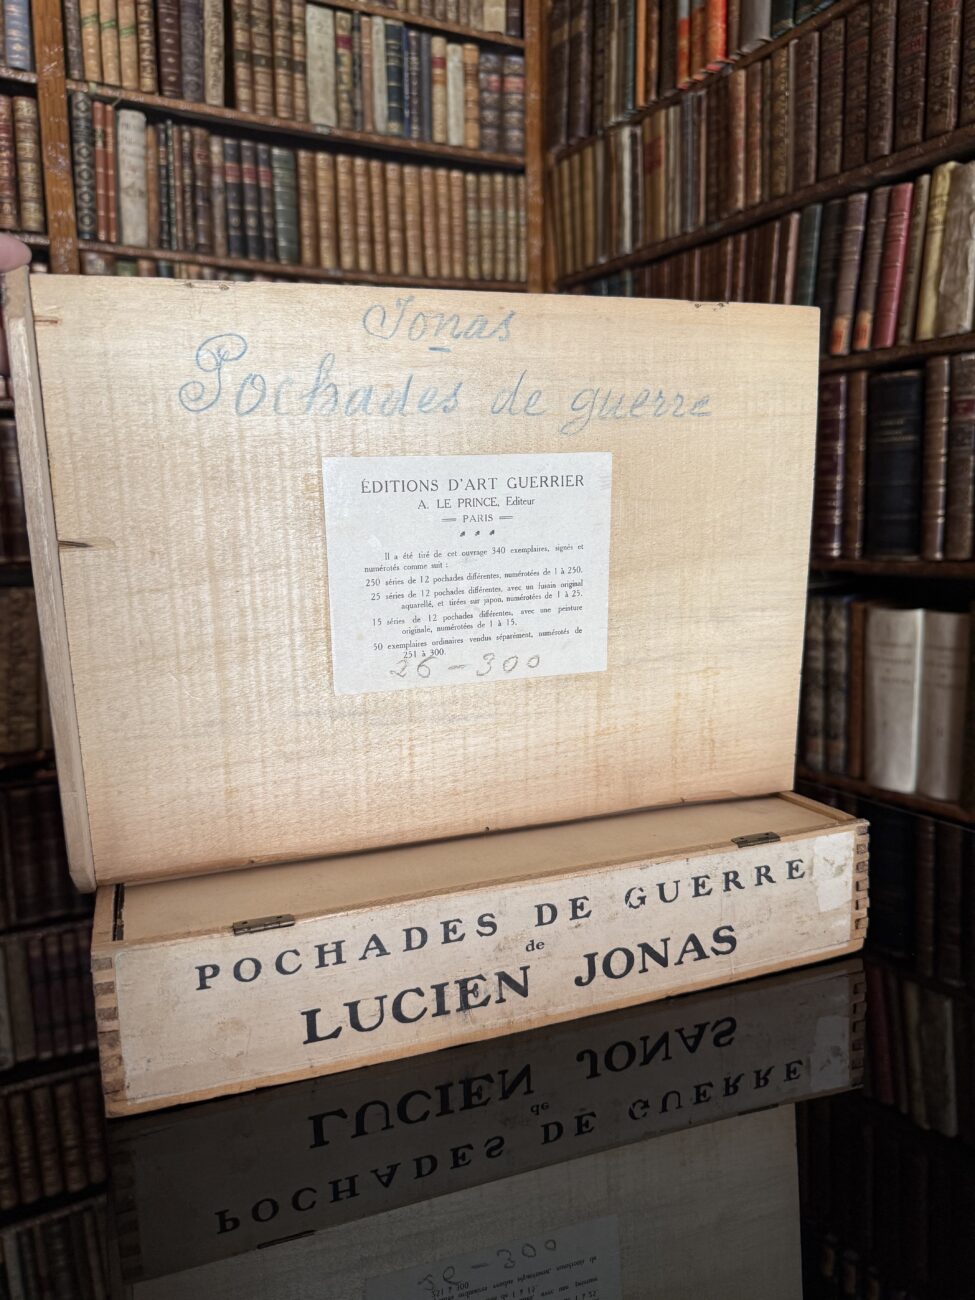 Jonas
Pochades de guerre
ÉDITIONS D'ART GUERRIER
A. LE PRINCE, Editeur
PARIS
Il a été tiré de cet ouvrage 340 exemplaires, signés et
numérotés comme suit :
250 séries de 12 pochades différentes, numérotées de 1 à 250.
25 séries de 12 pochades différentes, avec un fusain original
aquarellé, et tirées sur japon, numérotées de 1 à 25.
15 séries de 12 pochades différentes, avec une peinture
originale, numérotées de 1 à 15.
50 exemplaires ordinaires vendus séparément, numérotés de
251 à 300.
26-300
POCHADES DE GUERRE
de
LUCIEN JONAS